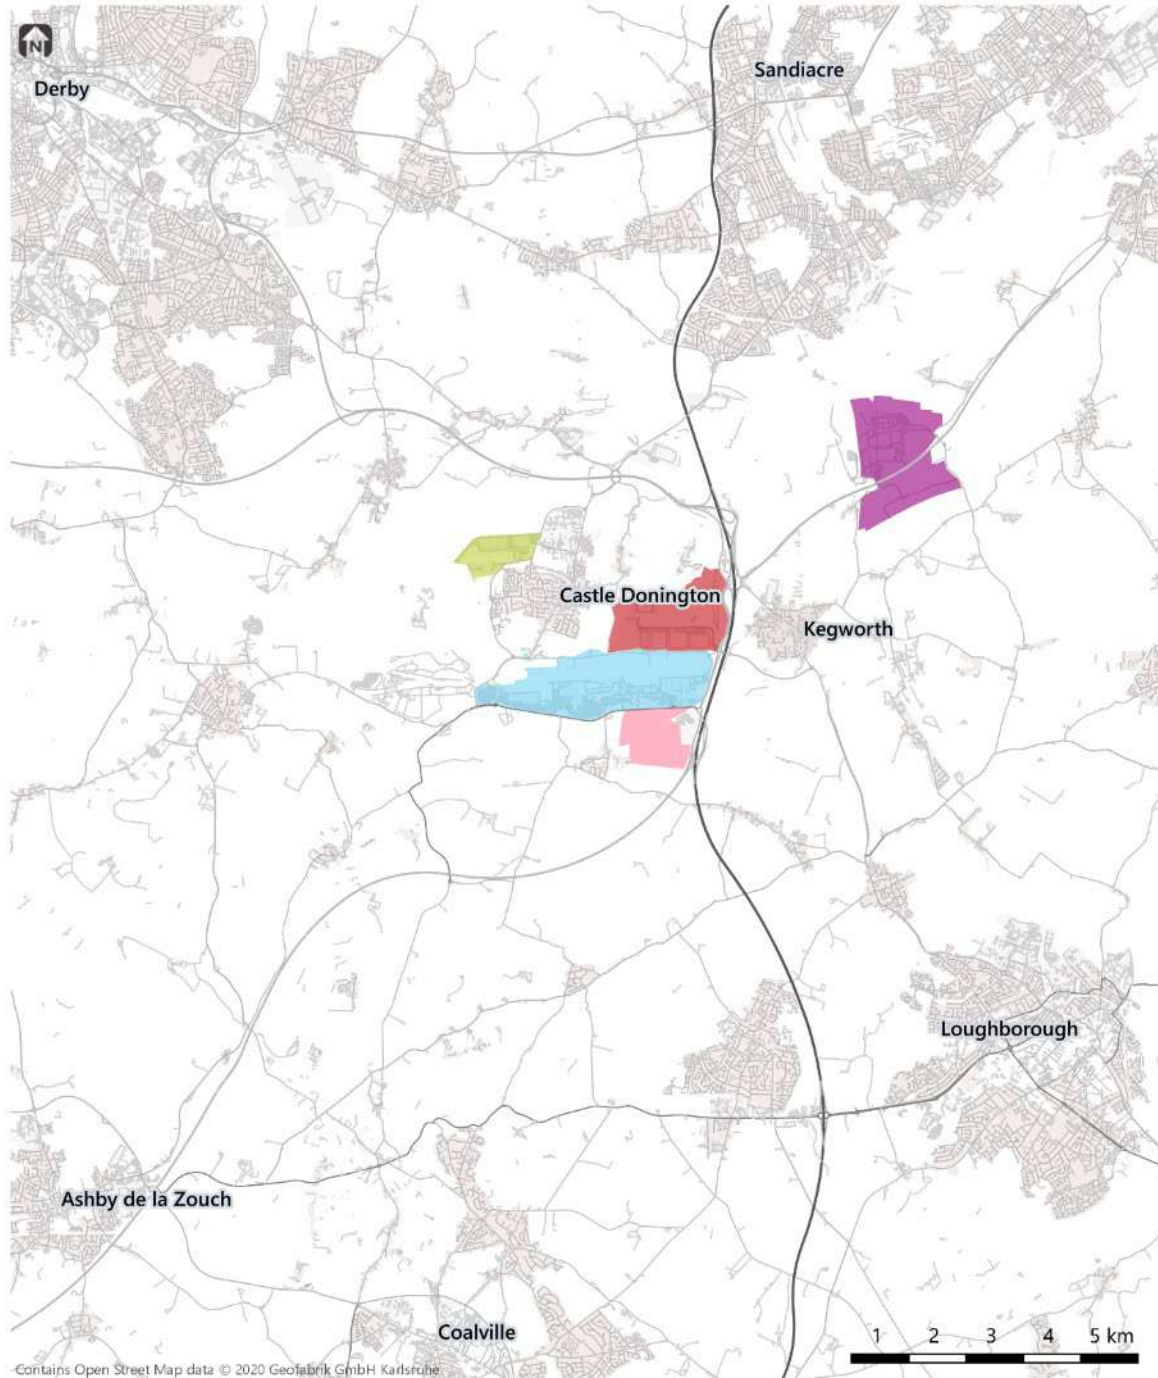 N
Sandiacre
Derby
Castle Donington
Kegworth
Loughborough
Ashby de la Zouch
Coalville
1 2 3 4 5 km
Contains Open Street Map data © 2020 Geofabrik GmbH Karlsruhe